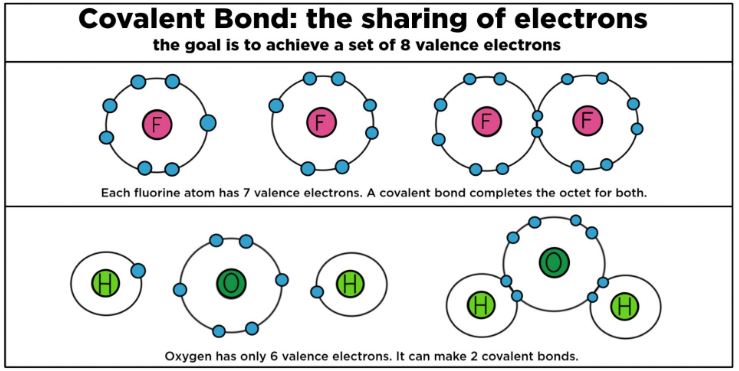 Covalent Bond: the sharing of electrons
the goal is to achieve a set of 8 valence electrons
F
F
F
F
Each fluorine atom has 7 valence electrons. A covalent bond completes the octet for both.
H
O
H
O
H
H
Oxygen has only 6 valence electrons. It can make 2 covalent bonds.